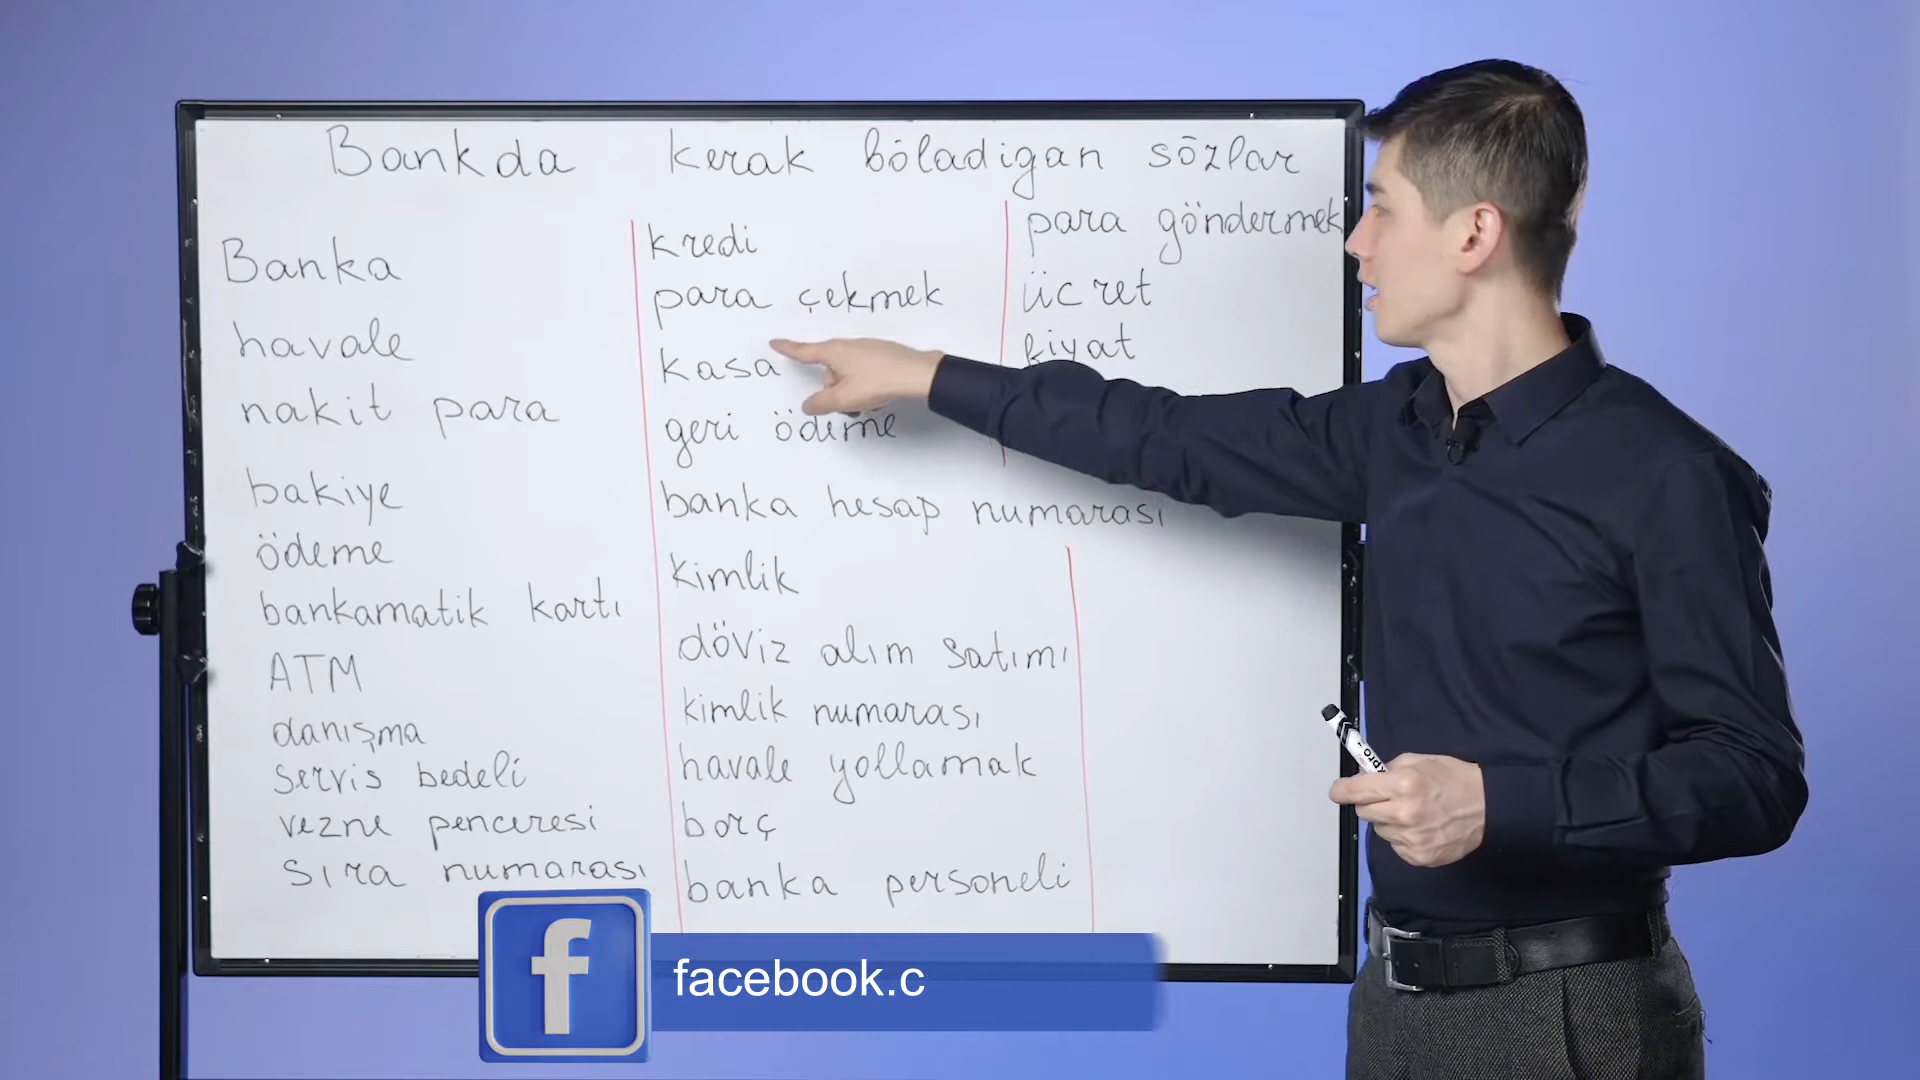 Bankda kerak bōladigan sōzlar
Banka
havale
nakit para
bakiye
ödeme
bankamatik kartı
ATM
danışma
servis bedeli
vezne penceresi
sıra numarası
kredi
para çekmek
kasa
geri ödeme
banka hesap numarası
kimlik
döviz alım satımı
kimlik numarası
havale yollamak
borç
banka personeli
para göndermek
ücret
fiyat
facebook.c